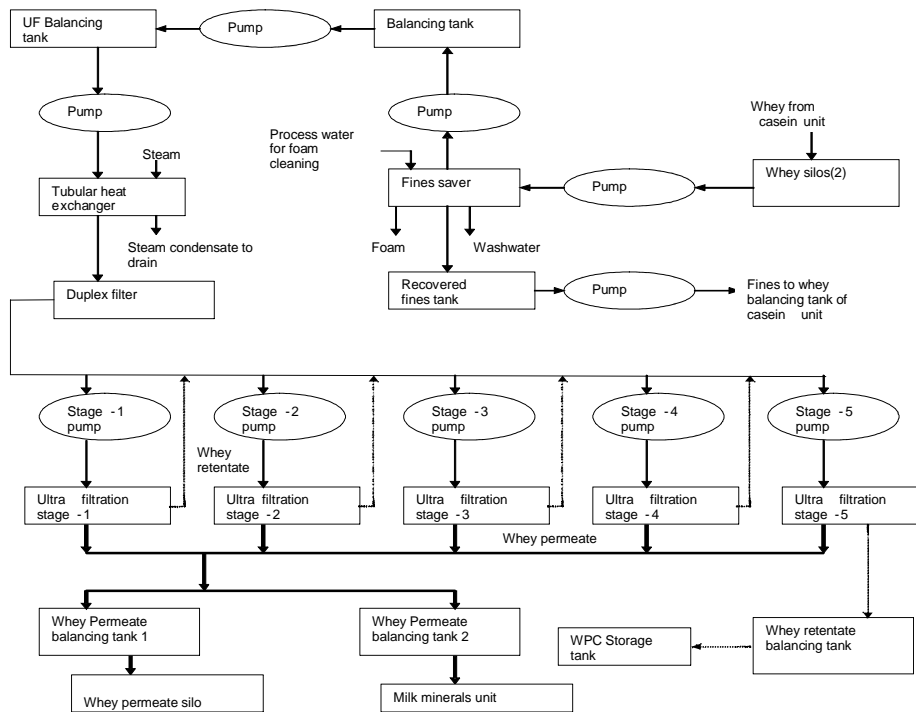 UF Balancing
tank
Pump
Balancing tank
Pump
Pump
Whey from
casein unit
Process water
for foam
cleaning
Steam
Tubular heat
exchanger
Fines saver
Pump
Whey silos(2)
Steam condensate to
drain
Foam
Washwater
Duplex filter
Recovered
fines tank
Pump
Fines to whey
balancing tank of
casein unit
Stage -1
pump
Stage -2
pump
Stage -3
pump
Stage -4
pump
Stage -5
pump
Whey
retentate
Ultra filtration
stage -1
Ultra filtration
stage -2
Ultra filtration
stage -3
Ultra filtration
stage -4
Ultra filtration
stage -5
Whey permeate
Whey Permeate
balancing tank 1
Whey Permeate
balancing tank 2
WPC Storage
tank
Whey retentate
balancing tank
Whey permeate silo
Milk minerals unit